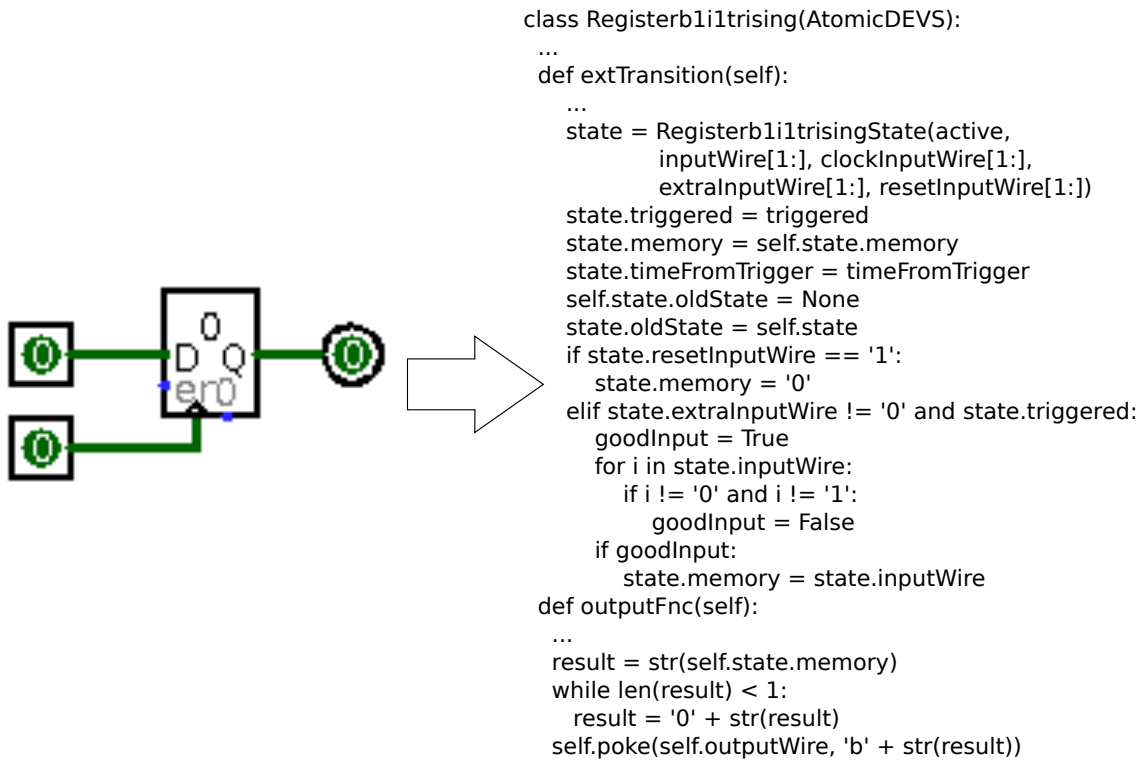 0
0
D Q
0
er0
0
class Registerb1i1trising(AtomicDEVS):
...
def extTransition(self):
...
state = Registerb1i1trisingState(active,
inputWire[1:], clockInputWire[1:],
extraInputWire[1:], resetInputWire[1:])
state.triggered = triggered
state.memory = self.state.memory
state.timeFromTrigger = timeFromTrigger
self.state.oldState = None
state.oldState = self.state
if state.resetInputWire == '1':
state.memory = '0'
elif state.extraInputWire != '0' and state.triggered:
goodInput = True
for i in state.inputWire:
if i != '0' and i != '1':
goodInput = False
if goodInput:
state.memory = state.inputWire
def outputFnc(self):
...
result = str(self.state.memory)
while len(result) < 1:
result = '0' + str(result)
self.poke(self.outputWire, 'b' + str(result))